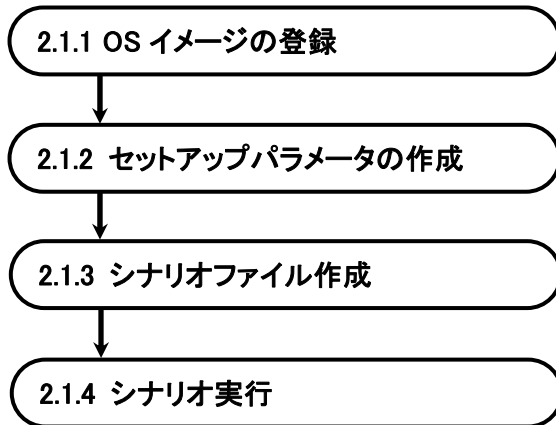 2.1.1 OS イメージの登録
2.1.2 セットアップパラメータの作成
2.1.3 シナリオファイル作成
2.1.4 シナリオ実行